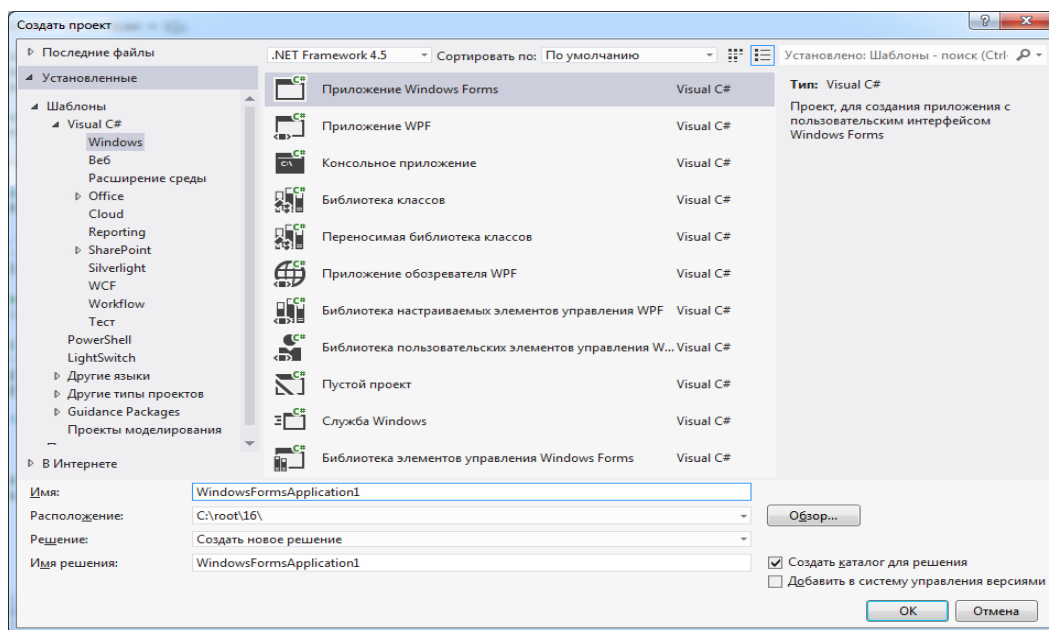 Создать проект
Последние файлы
.NET Framework 4.5
Сортировать по:
По умолчанию
Установлено: Шаблоны - поиск (Ctrl-
Установленные
Шаблоны
Visual C#
Windows
Веб
Расширение среды
Office
Cloud
Reporting
SharePoint
Silverlight
WCF
Workflow
Тест
PowerShell
LightSwitch
Другие языки
Другие типы проектов
Guidance Packages
Проекты моделирования
В Интернете
Приложение Windows Forms Visual C#
Приложение WPF Visual C#
Консольное приложение Visual C#
Библиотека классов Visual C#
Переносимая библиотека классов Visual C#
Приложение обозревателя WPF Visual C#
Библиотека настраиваемых элементов управления WPF Visual C#
Библиотека пользовательских элементов управления W... Visual C#
Пустой проект Visual C#
Служба Windows Visual C#
Библиотека элементов управления Windows Forms Visual C#
Тип: Visual C#
Проект, для создания приложения с
пользовательским интерфейсом
Windows Forms
Имя: WindowsFormsApplication1
Расположение: C:\root\16\
Обзор...
Решение: Создать новое решение
Имя решения: WindowsFormsApplication1
Создать каталог для решения
Добавить в систему управления версиями
OK
Отмена